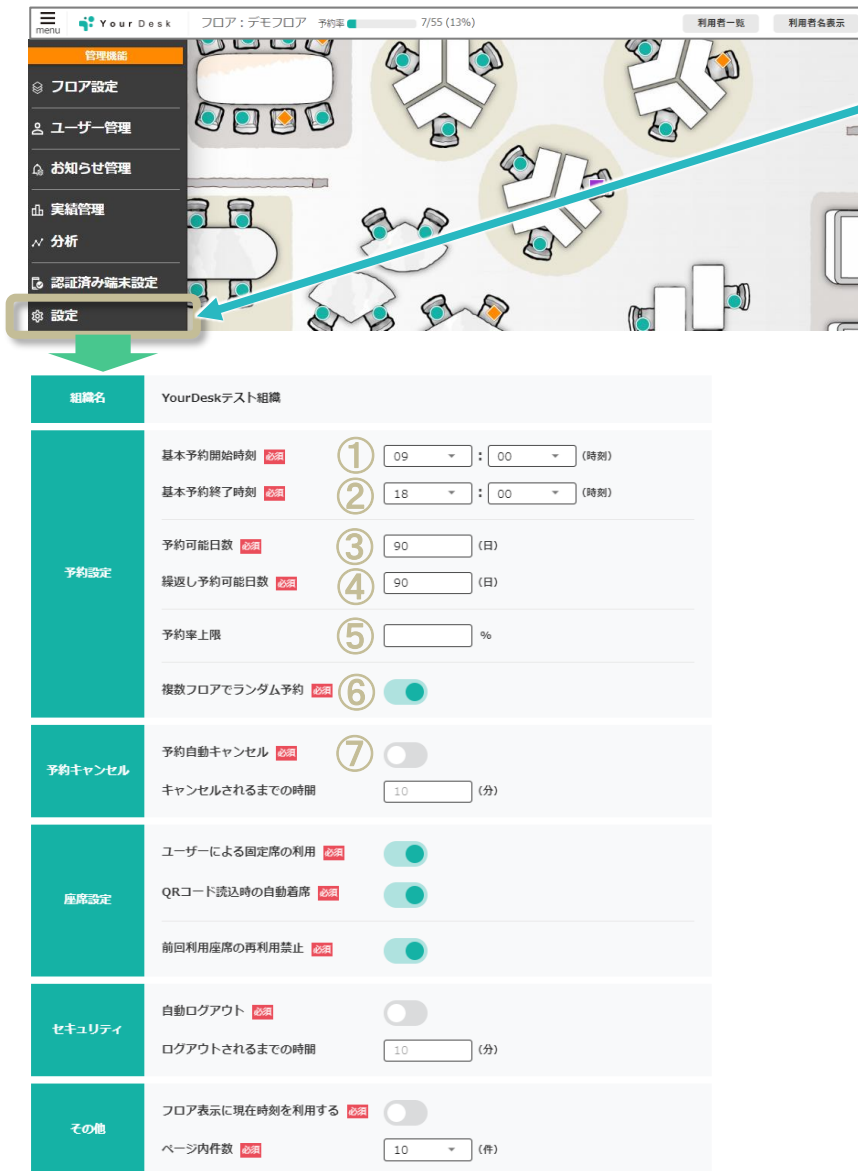 menu Your Desk フロア：デモフロア 予約率 7/55 (13%) 利用者一覧 利用者名表示
管理機能
フロア設定
ユーザー管理
お知らせ管理
実績管理
分析
認証済み端末設定
設定
組織名 YourDeskテスト組織
予約設定
基本予約開始時刻 必須 ① 09 : 00 (時刻)
基本予約終了時刻 必須 ② 18 : 00 (時刻)
予約可能日数 必須 ③ 90 (日)
繰返し予約可能日数 必須 ④ 90 (日)
予約率上限 ⑤ %
複数フロアでランダム予約 必須 ⑥
予約キャンセル
予約自動キャンセル 必須 ⑦
キャンセルされるまでの時間 10 (分)
座席設定
ユーザーによる固定席の利用 必須
QRコード読込時の自動着席 必須
前回利用座席の再利用禁止 必須
セキュリティ
自動ログアウト 必須
ログアウトされるまでの時間 10 (分)
その他
フロア表示に現在時刻を利用する 必須
ページ内件数 必須 10 (件)